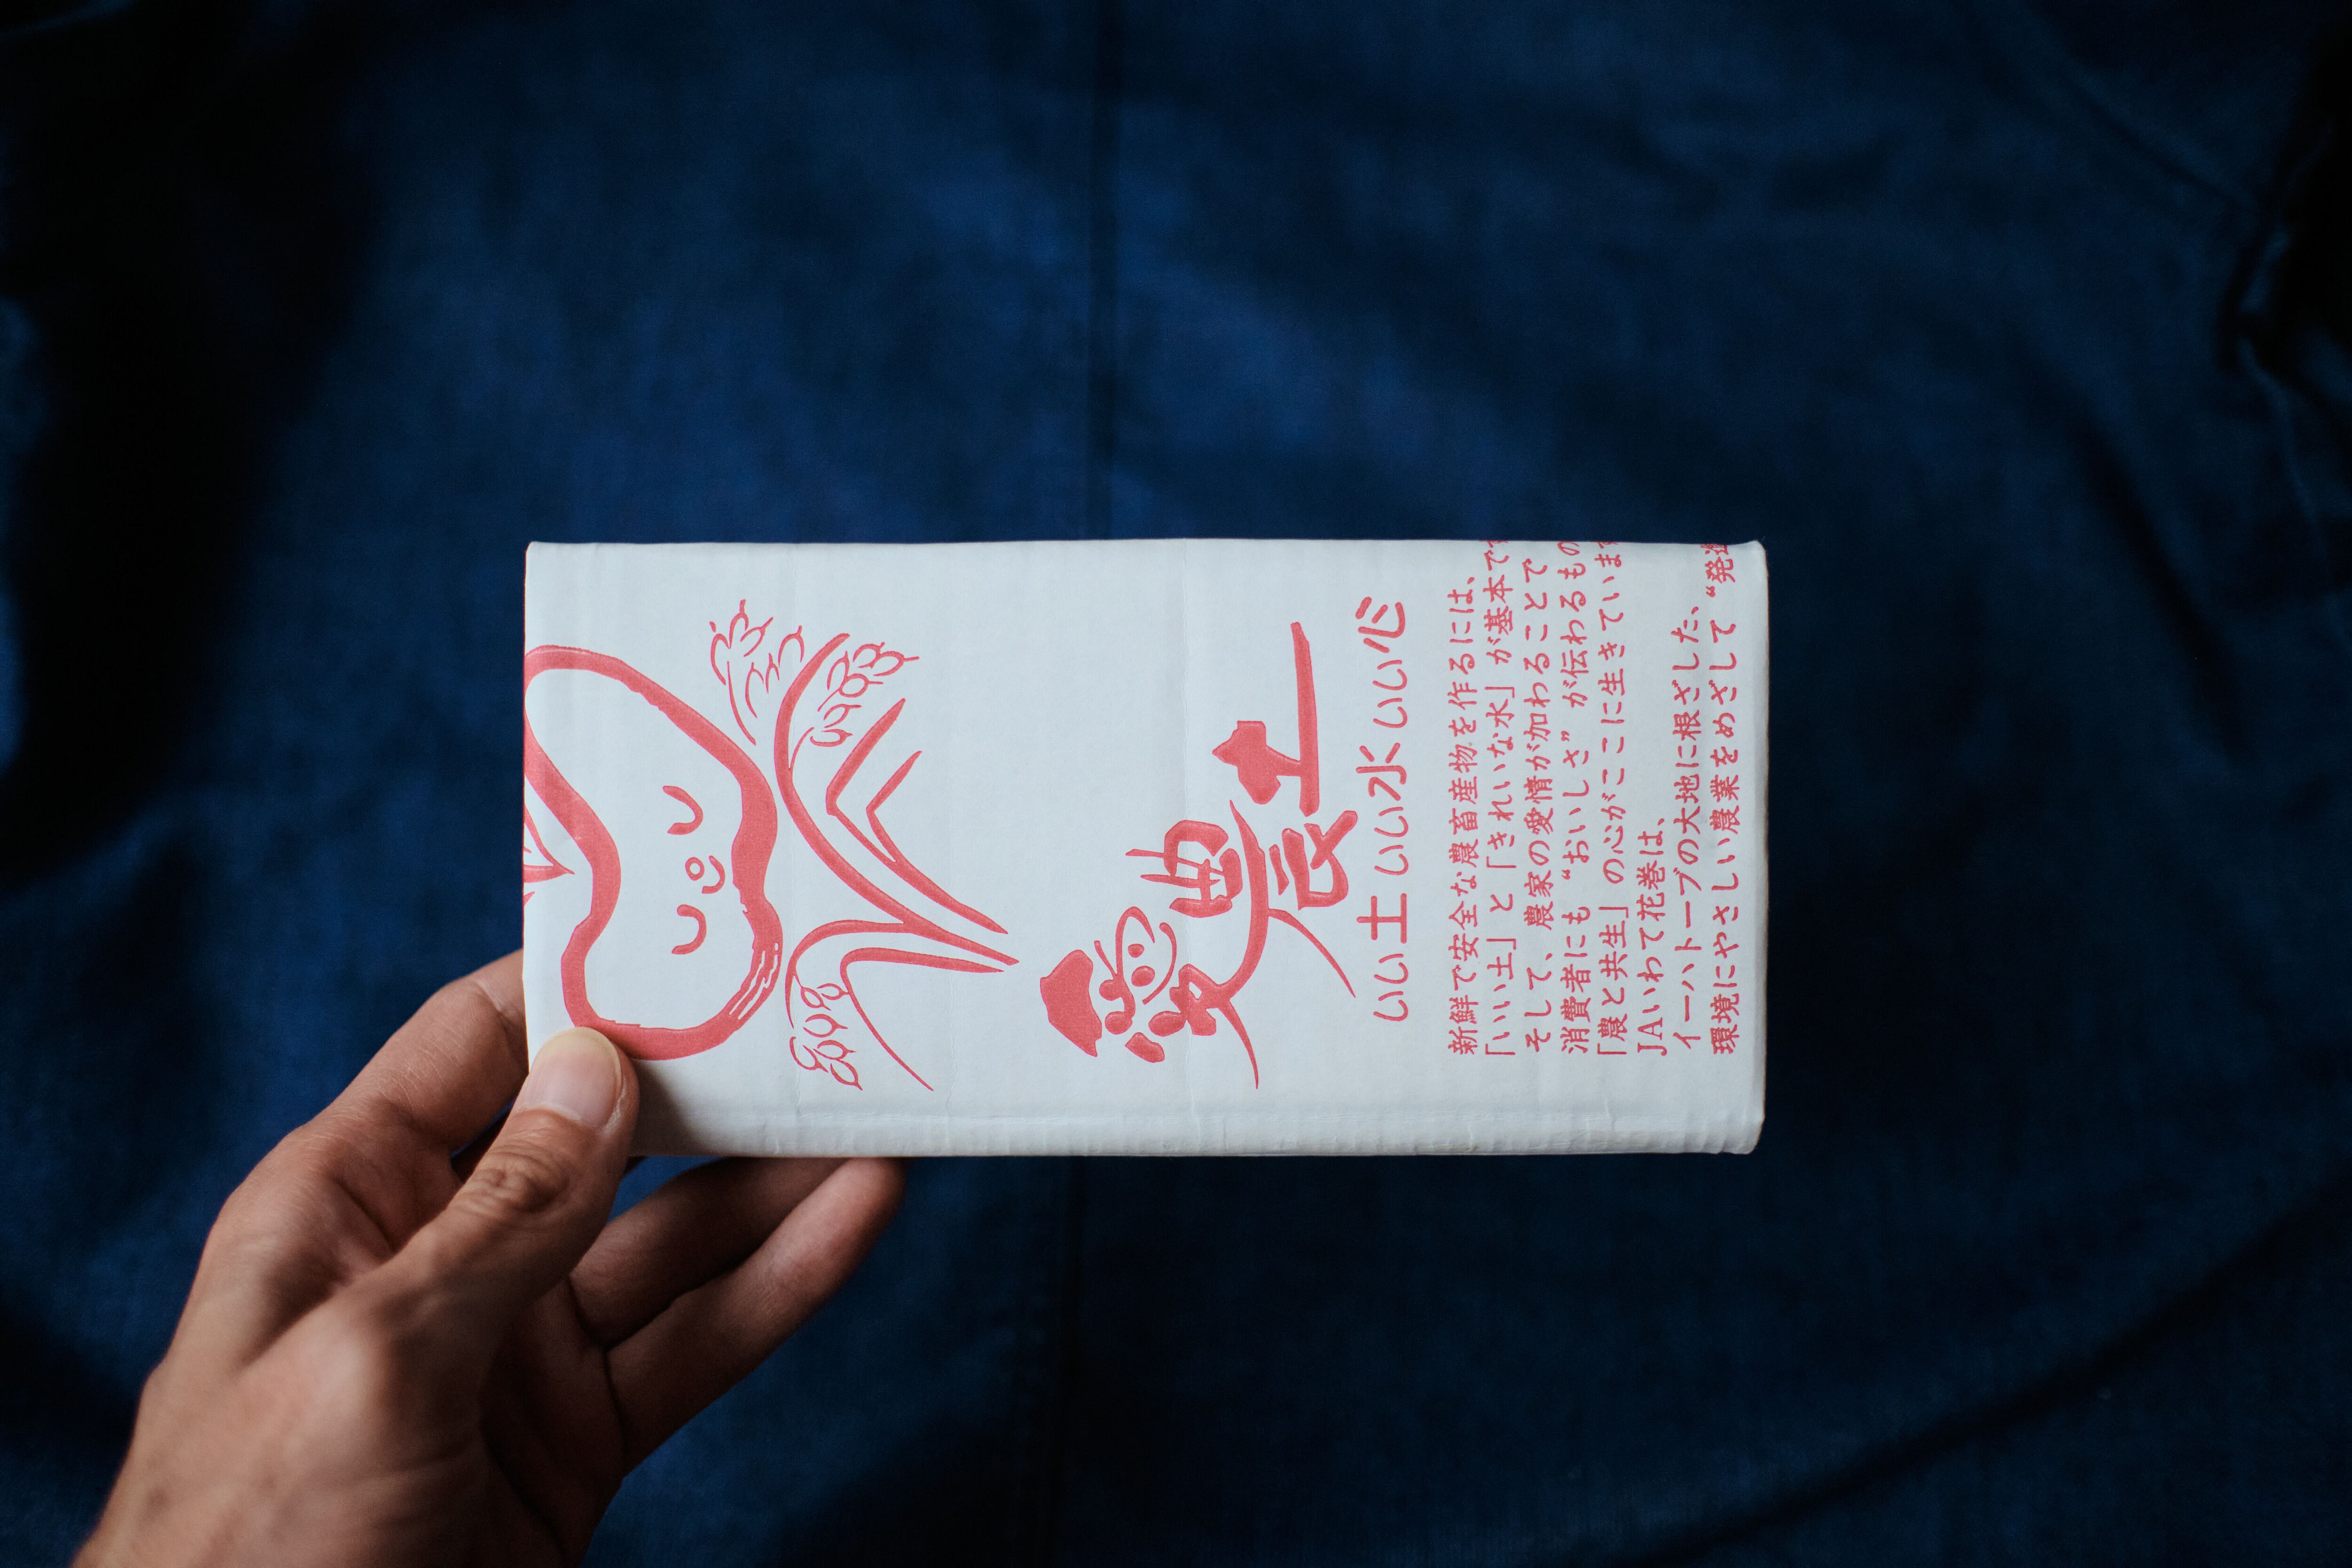 愛農土
いい土いい水いい心
新鮮で安全な農畜産物を作るには、
「いい土」と「きれいな水」が基本で
そして、農家の愛情が加わることで
消費者にも“おいしさ”が伝わるもの
「農と共生」の心がここに生きています
JAいわて花巻は、
イーハトーブの大地に根ざした、
環境にやさしい農業をめざして“発進